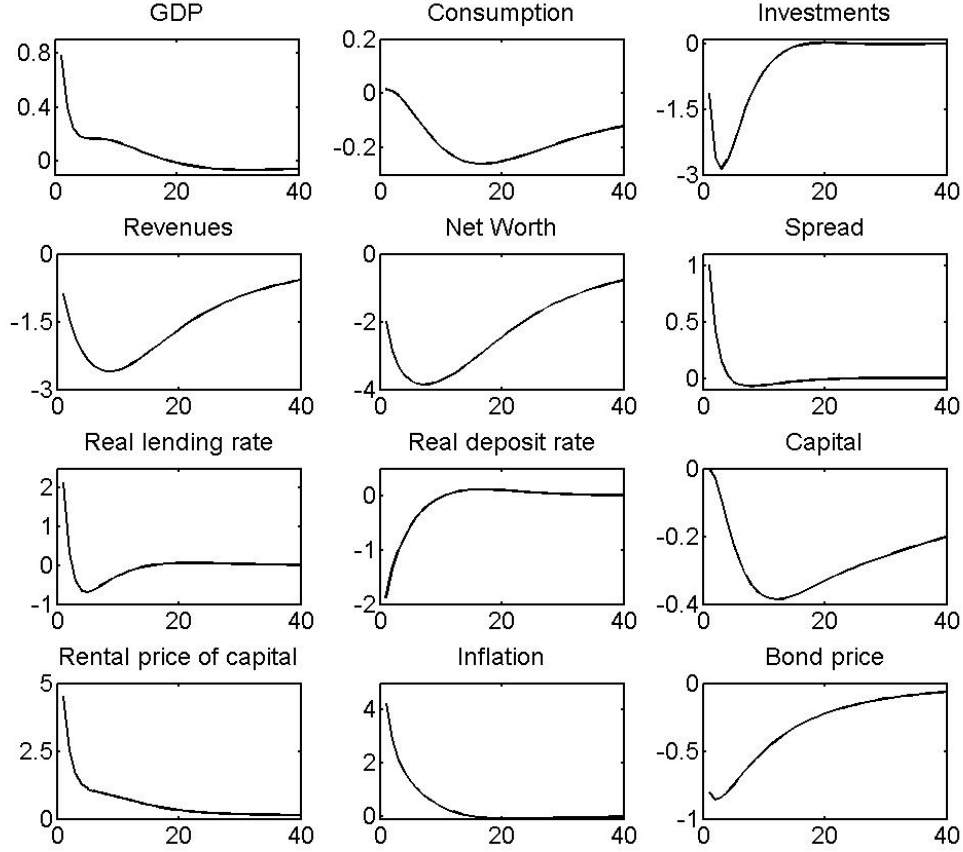 GDP Consumption Investments
0.8 0.2 0
0.4 0 -1.5
0 -0.2 -3
0 20 40 0 20 40 0 20 40
Revenues Net Worth Spread
0 0 1
-1.5 -2 0.5
-3 -4 0
0 20 40 0 20 40 0 20 40
Real lending rate Real deposit rate Capital
2 0 0
1 -1 -0.2
0 -2 -0.4
-1
0 20 40 0 20 40 0 20 40
Rental price of capital Inflation Bond price
5 4 0
2.5 2 -0.5
0 0 -1
0 20 40 0 20 40 0 20 40